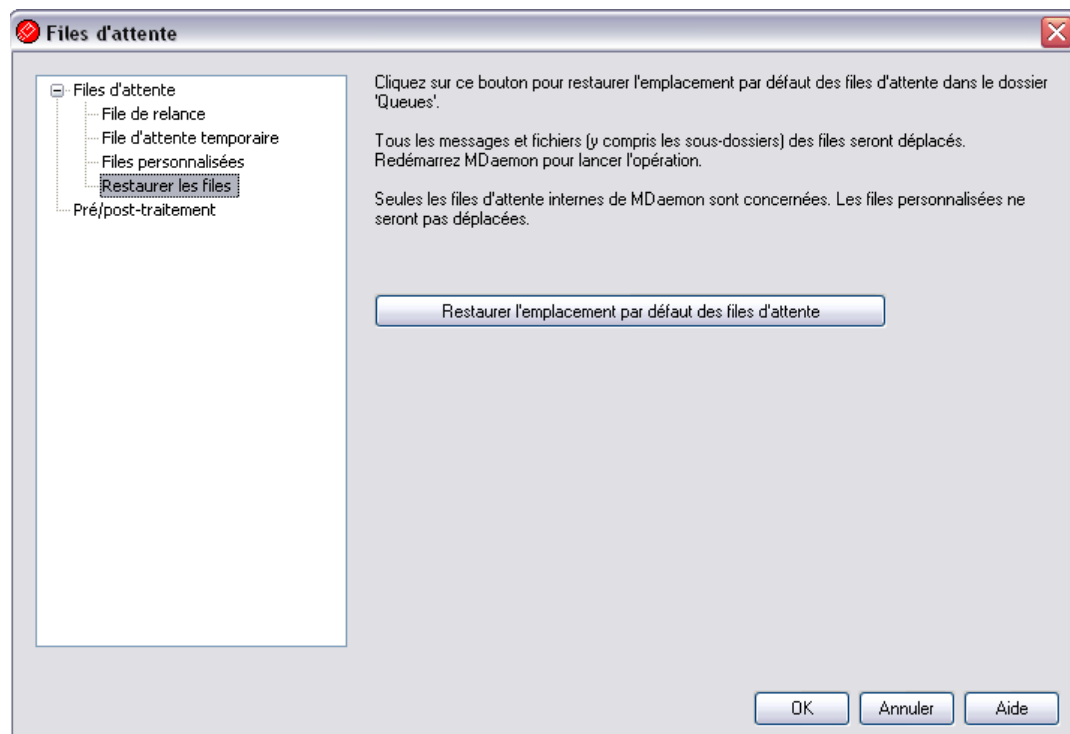 Files d'attente
Files d'attente
File de relance
File d'attente temporaire
Files personnalisées
Restaurer les files
Pré/post-traitement
Cliquez sur ce bouton pour restaurer l'emplacement par défaut des files d'attente dans le dossier
'Queues'.
Tous les messages et fichiers (y compris les sous-dossiers) des files seront déplacés.
Redémarrez MDaemon pour lancer l'opération.
Seules les files d'attente internes de MDaemon sont concernées. Les files personnalisées ne
seront pas déplacées.
Restaurer l'emplacement par défaut des files d'attente
OK
Annuler
Aide